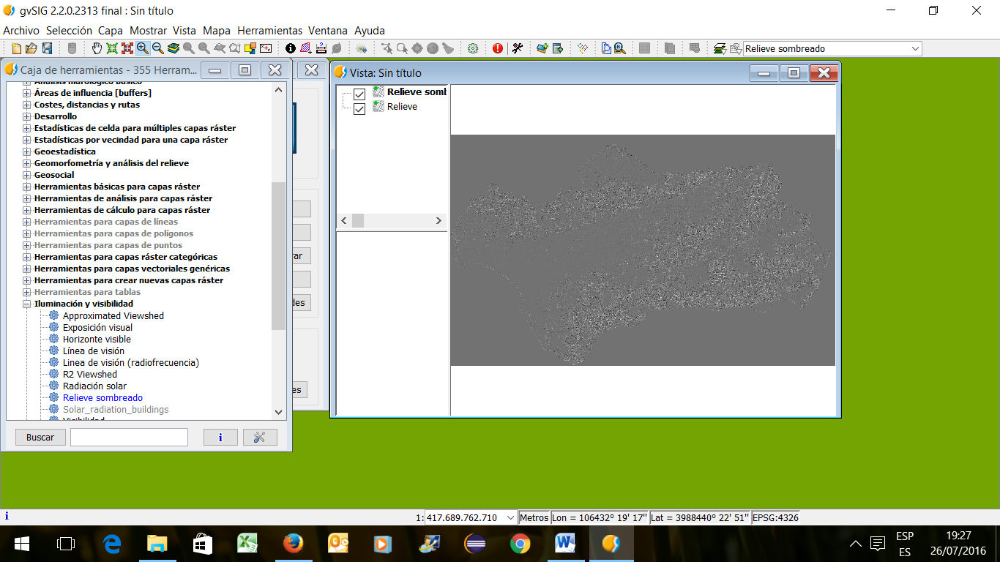 gvSIG 2.2.0.2313 final : Sin título
Archivo Selección Capa Mostrar Vista Mapa Herramientas Ventana Ayuda
Relieve sombreado
Caja de herramientas - 355 Herram...
Análisis hidrológico básico
Áreas de influencia [buffers]
Costes, distancias y rutas
Desarrollo
Estadísticas de celda para múltiples capas ráster
Estadísticas por vecindad para una capa ráster
Geoestadística
Geomorfometría y análisis del relieve
Geosocial
Herramientas básicas para capas ráster
Herramientas de análisis para capas ráster
Herramientas de cálculo para capas ráster
Herramientas para capas de líneas
Herramientas para capas de polígonos
Herramientas para capas de puntos
Herramientas para capas ráster categóricas
Herramientas para capas vectoriales genéricas
Herramientas para crear nuevas capas ráster
Herramientas para tablas
Iluminación y visibilidad
Approximated Viewshed
Exposición visual
Horizonte visible
Línea de visión
Linea de visión (radiofrecuencia)
R2 Viewshed
Radiación solar
Relieve sombreado
Solar_radiation_buildings
Visibilidad
Buscar
rar
des
es
Vista: Sin título
Relieve somb
Relieve
1: 417.689.762.710 Metros Lon = 106432º 19' 17" Lat = 3988440º 22' 51" EPSG:4326
ESP
ES
19:27
26/07/2016